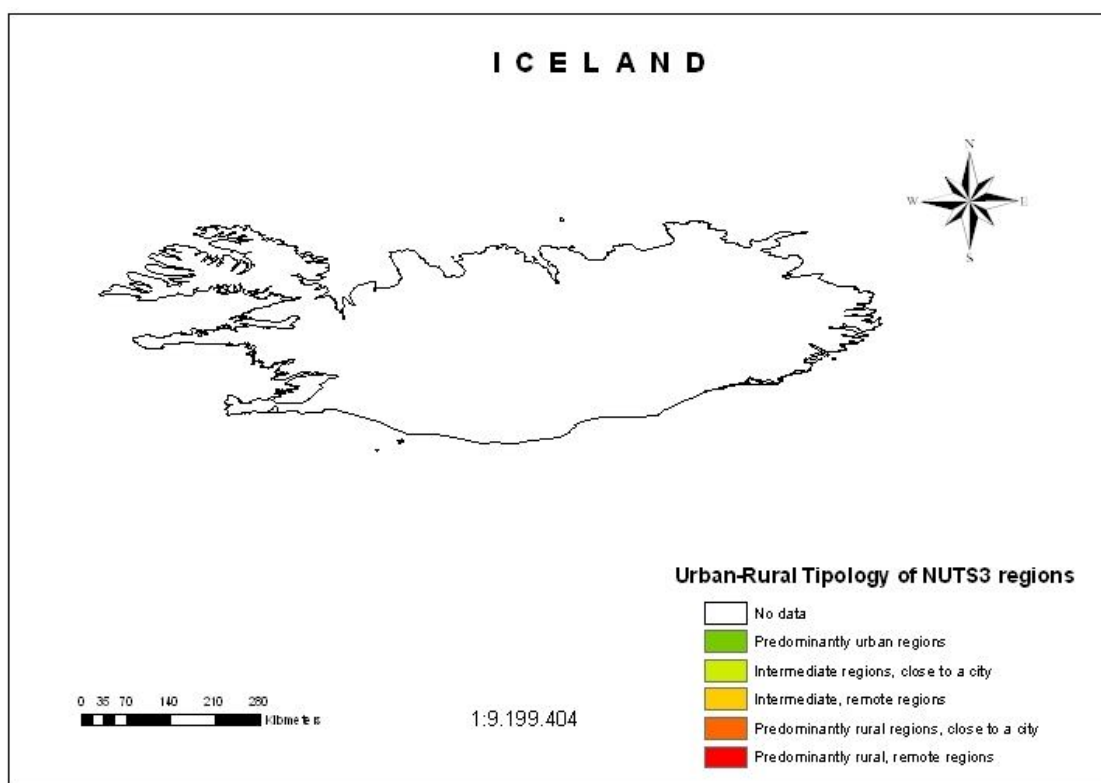 I C E L A N D
N
W E
S
Urban-Rural Tipology of NUTS3 regions
No data
Predominantly urban regions
Intermediate regions, close to a city
Intermediate, remote regions
Predominantly rural regions, close to a city
Predominantly rural, remote regions
0 35 70 140 210 280
Kilometers
1:9.199.404